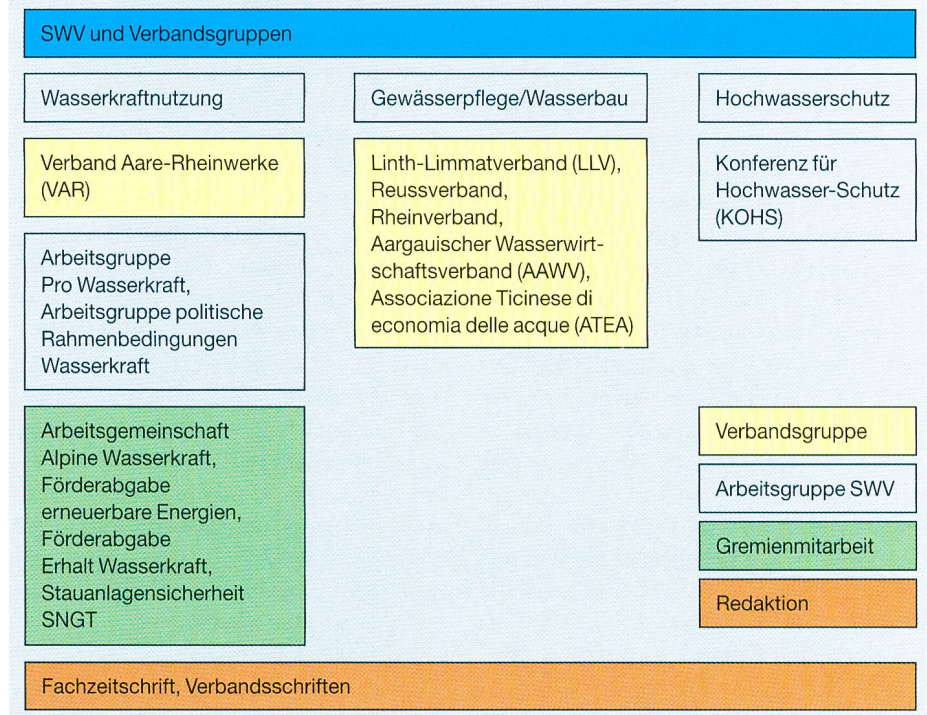 SWV und Verbandsgruppen
Wasserkraftnutzung
Verband Aare-Rheinwerke
(VAR)
Arbeitsgruppe
Pro Wasserkraft,
Arbeitsgruppe politische
Rahmenbedingungen
Wasserkraft
Arbeitsgemeinschaft
Alpine Wasserkraft,
Förderabgabe
erneuerbare Energien,
Förderabgabe
Erhalt Wasserkraft,
Stauanlagensicherheit
SNGT
Gewässerpflege/Wasserbau
Linth-Limmatverband (LLV),
Reussverband,
Rheinverband,
Aargauischer Wasserwirt-
schaftsverband (AAWV),
Associazione Ticinese di
economia delle acque (ATEA)
Hochwasserschutz
Konferenz für
Hochwasser-Schutz
(KOHS)
Verbandsgruppe
Arbeitsgruppe SWV
Gremienmitarbeit
Redaktion
Fachzeitschrift, Verbandsschriften